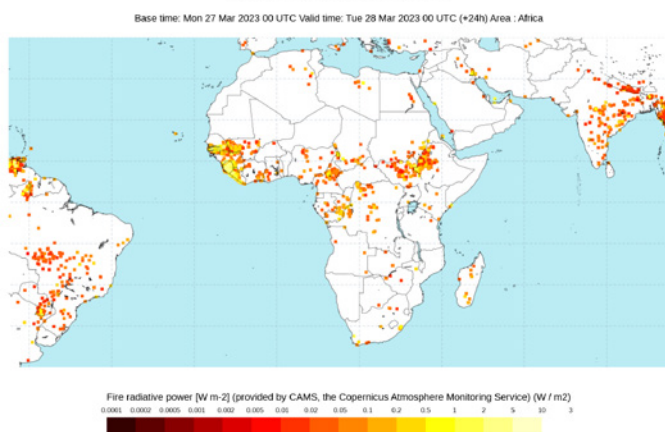 Base time: Mon 27 Mar 2023 00 UTC Valid time: Tue 28 Mar 2023 00 UTC (+24h) Area : Africa
Fire radiative power [W m-2] (provided by CAMS, the Copernicus Atmosphere Monitoring Service) (W / m2)
0.0001 0.0002 0.0005 0.001 0.002 0.005 0.01 0.02 0.05 0.1 0.2 0.5 1 2 5 10 3